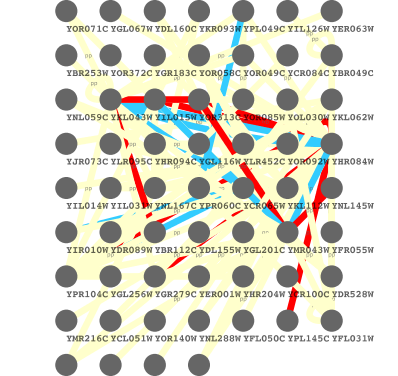 YOR071C YGL067W YDL160C YKR093W YPL049C YIL126W YER063W
YBR253W YOR372C YGR183C YOR058C YOR049C YCR084C YBR049C
YNL059C YKL043W YIL015W YGR313C YOR085W YOL030W YKL062W
YJR073C YLR095C YHR094C YGL116W YLR452C YOR092W YHR084W
YIL014W YIL031W YNL167C YPR060C YCR065W YKL112W YNL145W
YIR010W YDR089W YBR112C YDL155W YGL201C YMR043W YFR055W
YPR104C YGL256W YGR279C YER001W YHR204W YER100C YDR528W
YMR216C YCL051W YOR140W YNL288W YFL050C YPL145C YFL031W